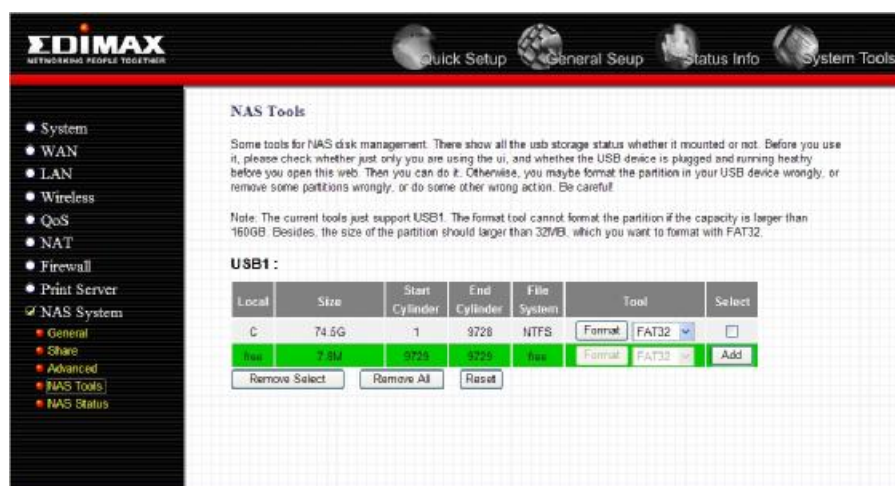 EDIMAX
NETWORKING PEOPLE TOGETHER
Quick Setup
General Seup
Status Info
System Tools
System
WAN
LAN
Wireless
QoS
NAT
Firewall
Print Server
NAS System
General
Share
Advanced
NAS Tools
NAS Status
NAS Tools
Some tools for NAS disk management. There show all the usb storage status whether it mounted or not. Before you use
it, please check whether just only you are using the ui, and whether the USB device is plugged and running heathy
before you open this web. Then you can do it. Otherwise, you maybe format the partition in your USB device wrongly, or
remove some partitions wrongly, or do some other wrong action. Be careful!
Note: The current tools just support USB1. The format tool cannot format the partition if the capacity is larger than
160GB. Besides, the size of the partition should larger than 32MB, which you want to format with FAT32.
USB1 :
Local Size Start Cylinder End Cylinder File System Tool Select
C 74.5G 1 9728 NTFS Format FAT32
free 7.8M 9729 9729 free Format FAT32 Add
Remove Select Remove All Reset